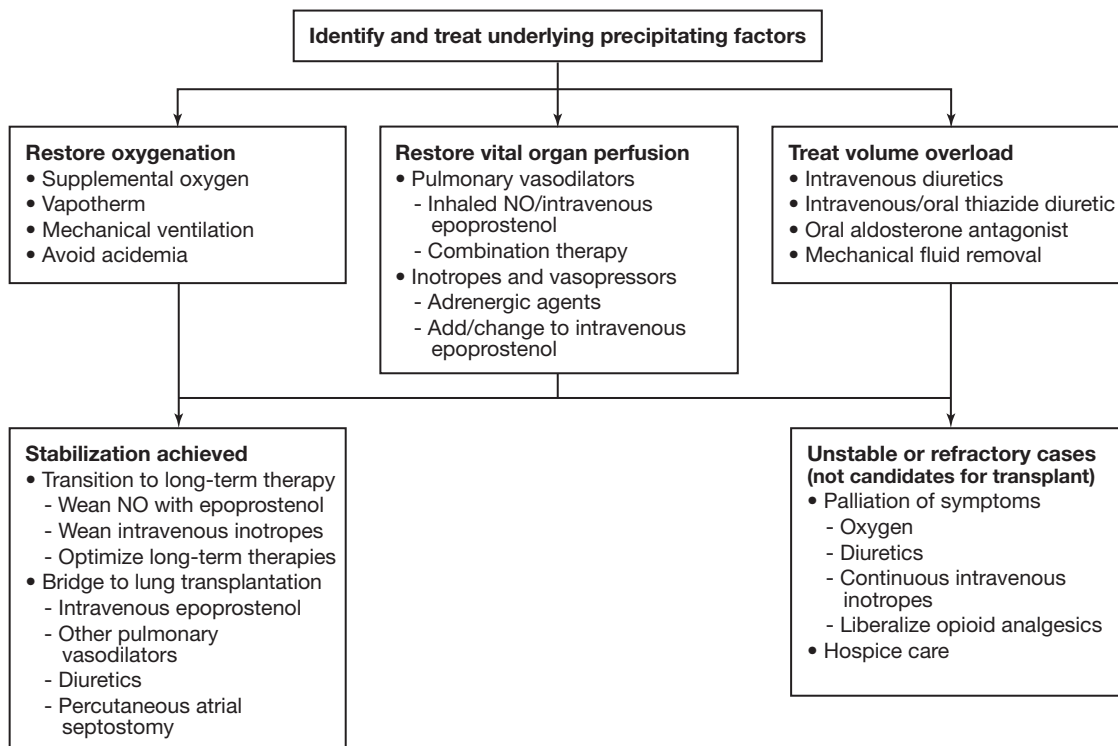 Identify and treat underlying precipitating factors
Restore oxygenation
• Supplemental oxygen
• Vapotherm
• Mechanical ventilation
• Avoid acidemia
Restore vital organ perfusion
• Pulmonary vasodilators
- Inhaled NO/intravenous
epoprostenol
- Combination therapy
• Inotropes and vasopressors
- Adrenergic agents
- Add/change to intravenous
epoprostenol
Treat volume overload
• Intravenous diuretics
• Intravenous/oral thiazide diuretic
• Oral aldosterone antagonist
• Mechanical fluid removal
Stabilization achieved
• Transition to long-term therapy
- Wean NO with epoprostenol
- Wean intravenous inotropes
- Optimize long-term therapies
• Bridge to lung transplantation
- Intravenous epoprostenol
- Other pulmonary
vasodilators
- Diuretics
- Percutaneous atrial
septostomy
Unstable or refractory cases
(not candidates for transplant)
• Palliation of symptoms
- Oxygen
- Diuretics
- Continuous intravenous
inotropes
- Liberalize opioid analgesics
• Hospice care